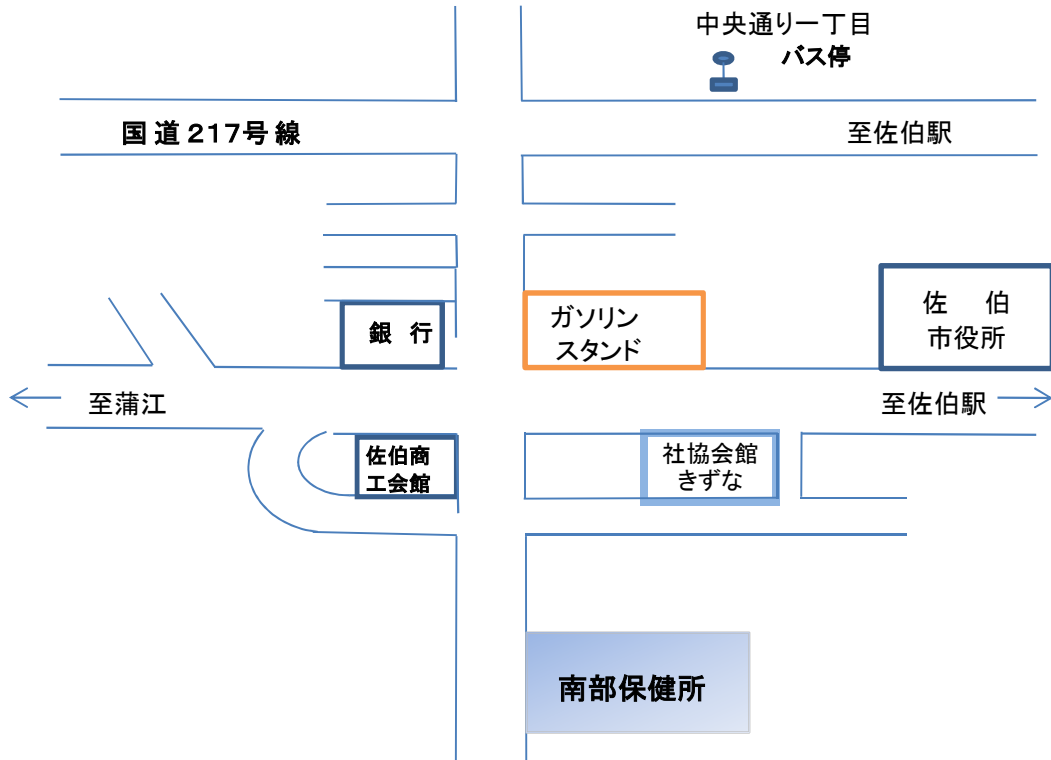 中央通り一丁目
バス停
国道217号線
至佐伯駅
佐 伯
市役所
ガソリン
スタンド
銀 行
至蒲江
至佐伯駅
佐伯商
工会館
社協会館
きずな
南部保健所